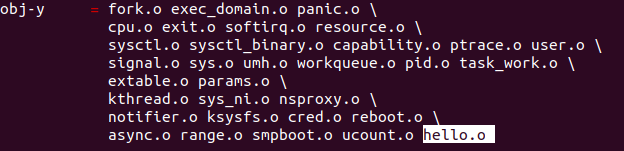 obj-y     = fork.o exec_domain.o panic.o \
            cpu.o exit.o softirq.o resource.o \
            sysctl.o sysctl_binary.o capability.o ptrace.o user.o \
            signal.o sys.o umh.o workqueue.o pid.o task_work.o \
            extable.o params.o \
            kthread.o sys_ni.o nsproxy.o \
            notifier.o ksysfs.o cred.o reboot.o \
            async.o range.o smpboot.o ucount.o hello.o